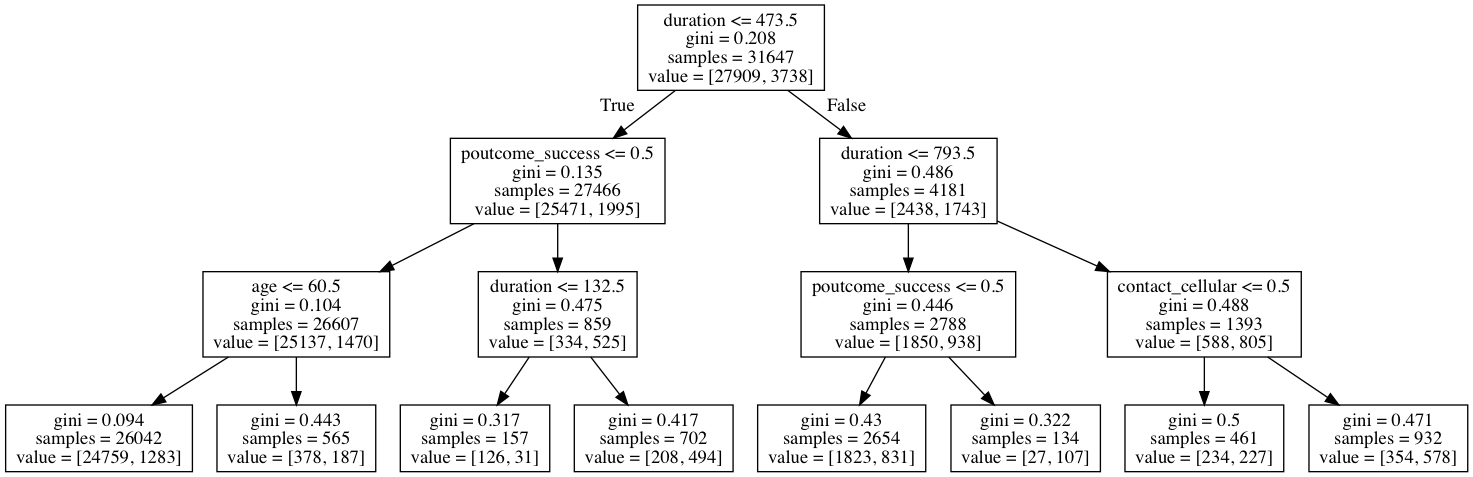 duration <= 473.5
gini = 0.208
samples = 31647
value = [27909, 3738]
True
False
poutcome_success <= 0.5
gini = 0.135
samples = 27466
value = [25471, 1995]
duration <= 793.5
gini = 0.486
samples = 4181
value = [2438, 1743]
age <= 60.5
gini = 0.104
samples = 26607
value = [25137, 1470]
duration <= 132.5
gini = 0.475
samples = 859
value = [334, 525]
poutcome_success <= 0.5
gini = 0.446
samples = 2788
value = [1850, 938]
contact_cellular <= 0.5
gini = 0.488
samples = 1393
value = [588, 805]
gini = 0.094
samples = 26042
value = [24759, 1283]
gini = 0.443
samples = 565
value = [378, 187]
gini = 0.317
samples = 157
value = [126, 31]
gini = 0.417
samples = 702
value = [208, 494]
gini = 0.43
samples = 2654
value = [1823, 831]
gini = 0.322
samples = 134
value = [27, 107]
gini = 0.5
samples = 461
value = [234, 227]
gini = 0.471
samples = 932
value = [354, 578]